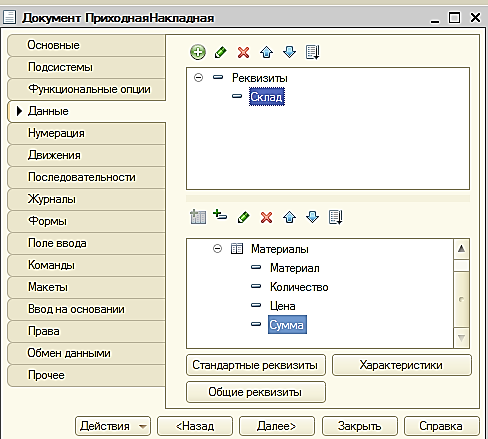 Документ ПриходнаяНакладная
Основные
Подсистемы
Функциональные опции
Данные
Нумерация
Движения
Последовательности
Журналы
Формы
Поле ввода
Команды
Макеты
Ввод на основании
Права
Обмен данными
Прочее
Реквизиты
Склад
Материалы
Материал
Количество
Цена
Сумма
Стандартные реквизиты
Характеристики
Общие реквизиты
Действия
<Назад
Далее>
Закрыть
Справка